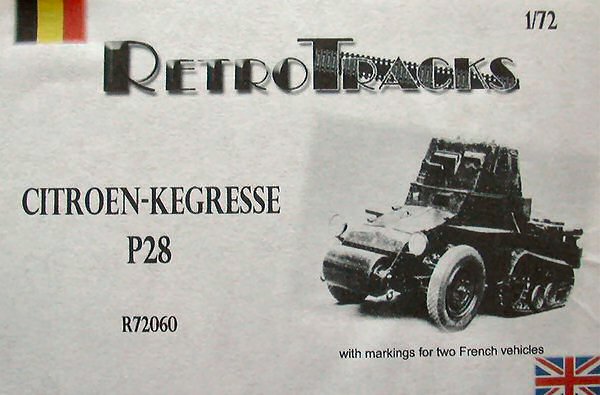 1/72
RETROTRACKS
CITROEN-KEGRESSE
P28
R72060
with markings for two French vehicles